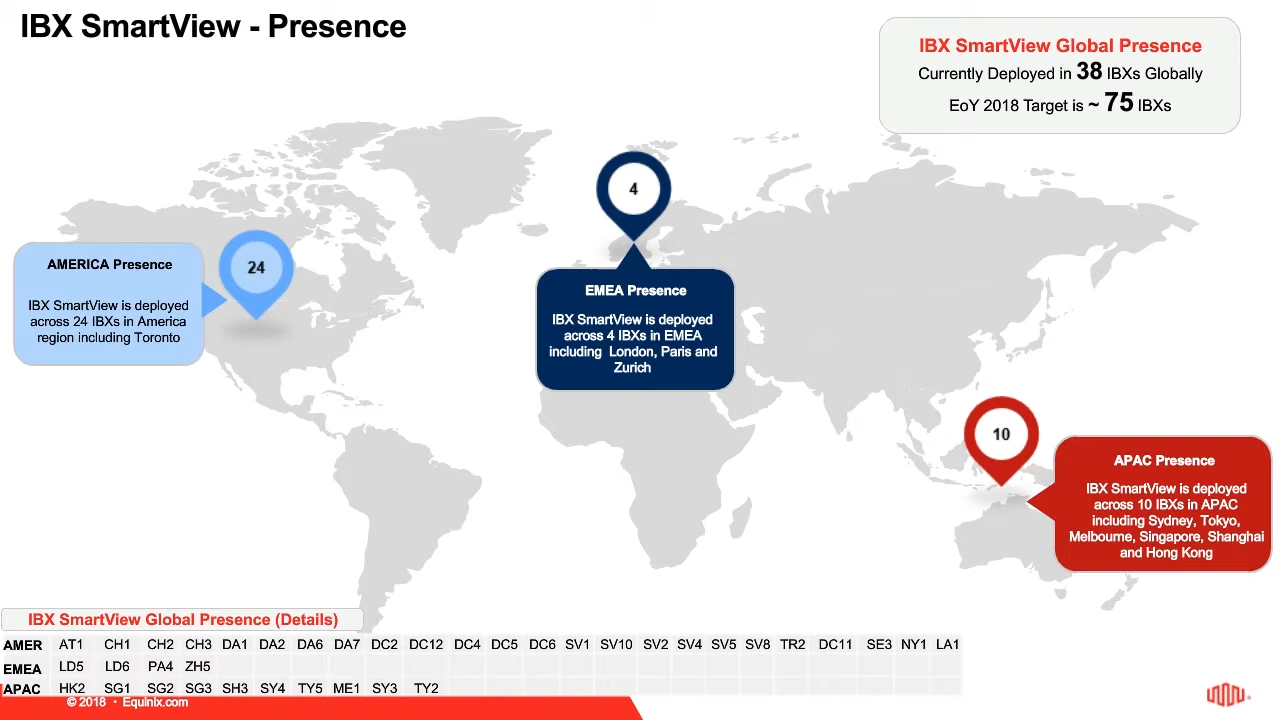 IBX SmartView - Presence
IBX SmartView Global Presence
Currently Deployed in 38 IBXs Globally
EoY 2018 Target is ~ 75 IBXs
4
24
AMERICA Presence
IBX SmartView is deployed
across 24 IBXs in America
region including Toronto
EMEA Presence
IBX SmartView is deployed
across 4 IBXs in EMEA
including London, Paris and
Zurich
10
APAC Presence
IBX SmartView is deployed
across 10 IBXs in APAC
including Sydney, Tokyo,
Melbourne, Singapore, Shanghai
and Hong Kong
IBX SmartView Global Presence (Details)
AMER AT1 CH1 CH2 CH3 DA1 DA2 DA6 DA7 DC2 DC12 DC4 DC5 DC6 SV1 SV10 SV2 SV4 SV5 SV8 TR2 DC11 SE3 NY1 LA1
EMEA LD5 LD6 PA4 ZH5
APAC HK2 SG1 SG2 SG3 SH3 SY4 TY5 ME1 SY3 TY2
© 2018 • Equinix.com